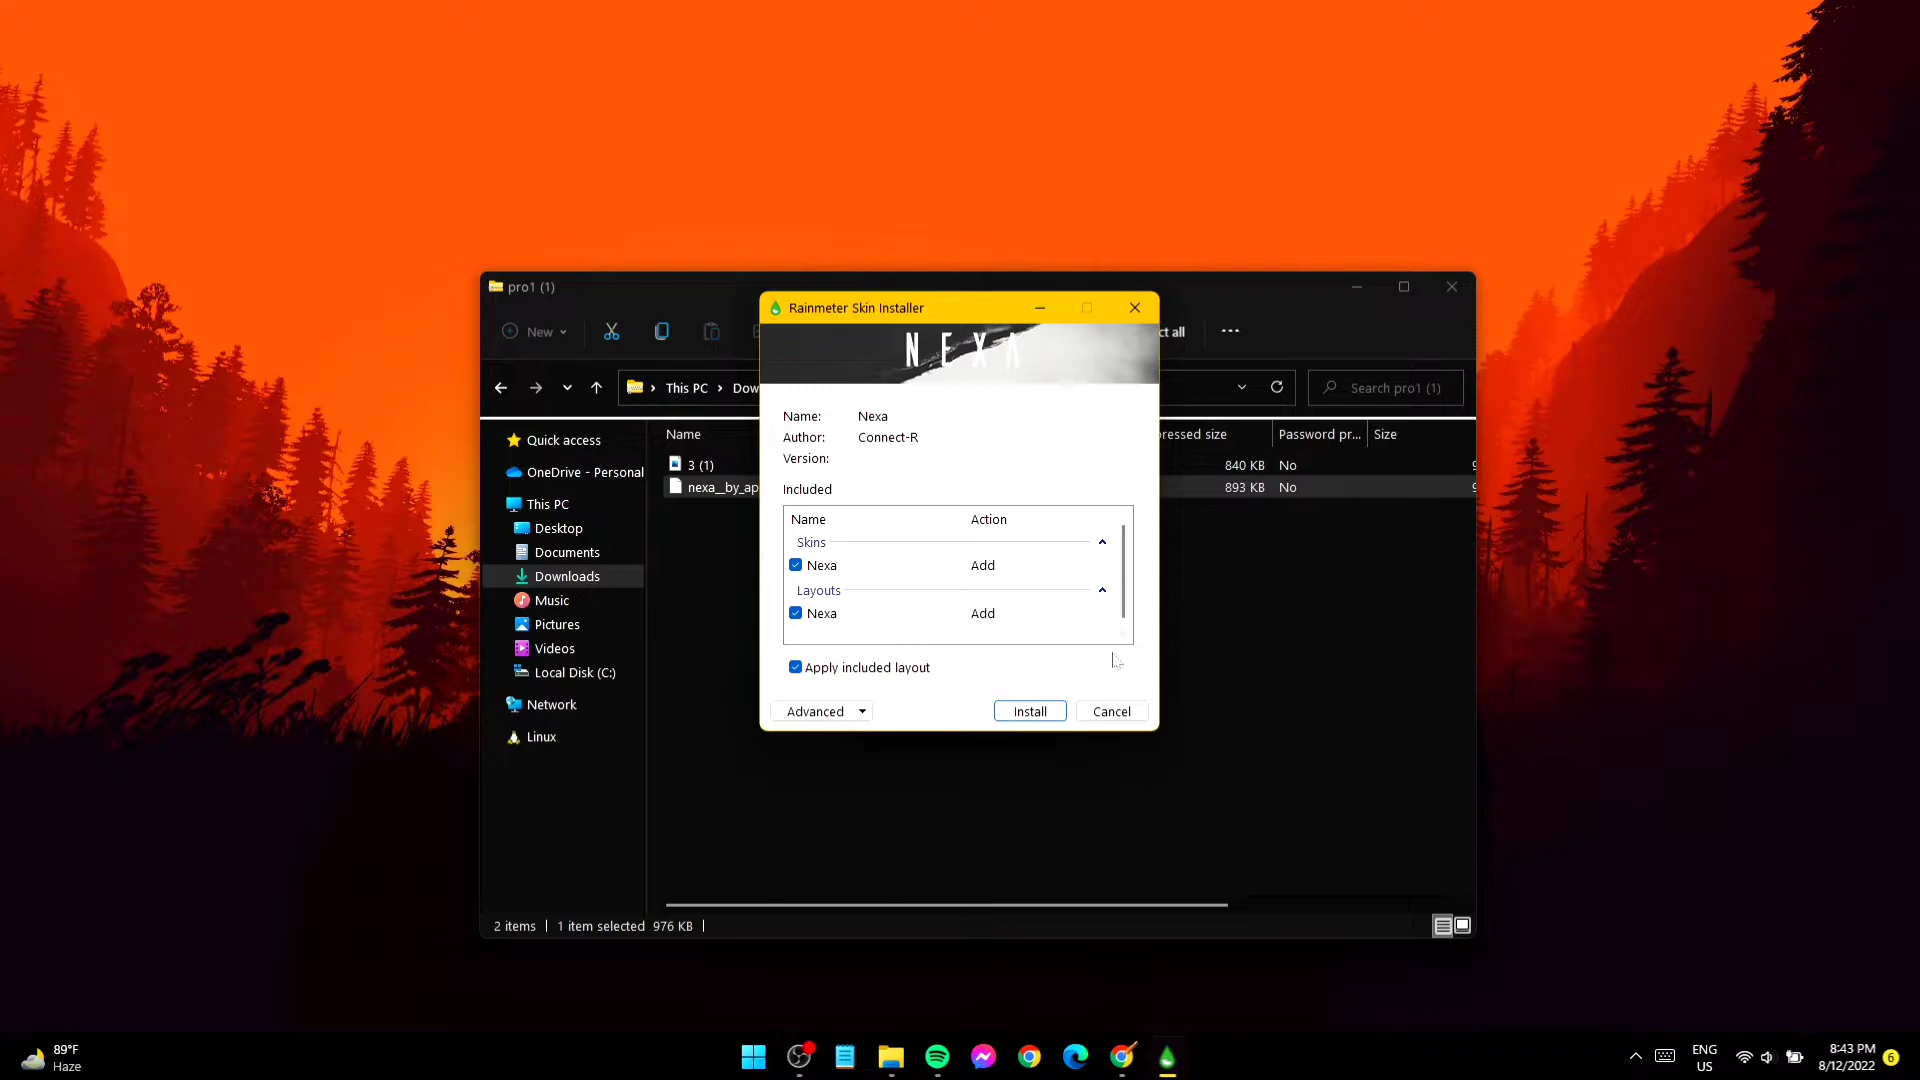 pro1 (1)
Rainmeter Skin Installer
New
ct all
NEXA
This PC
Dow
Search pro1 (1)
Name: Nexa
Author: Connect-R
Version:
Included
Name Action
Skins
Nexa Add
Layouts
Nexa Add
Apply included layout
Advanced
Install
Cancel
Quick access
OneDrive - Personal
This PC
Desktop
Documents
Downloads
Music
Pictures
Videos
Local Disk (C:)
Network
Linux
Name
ressed size
Password pr...
Size
3 (1)
840 KB No
nexa__by_ap
893 KB No
2 items
1 item selected 976 KB
89°F
Haze
ENG
US
8:43 PM
8/12/2022
6